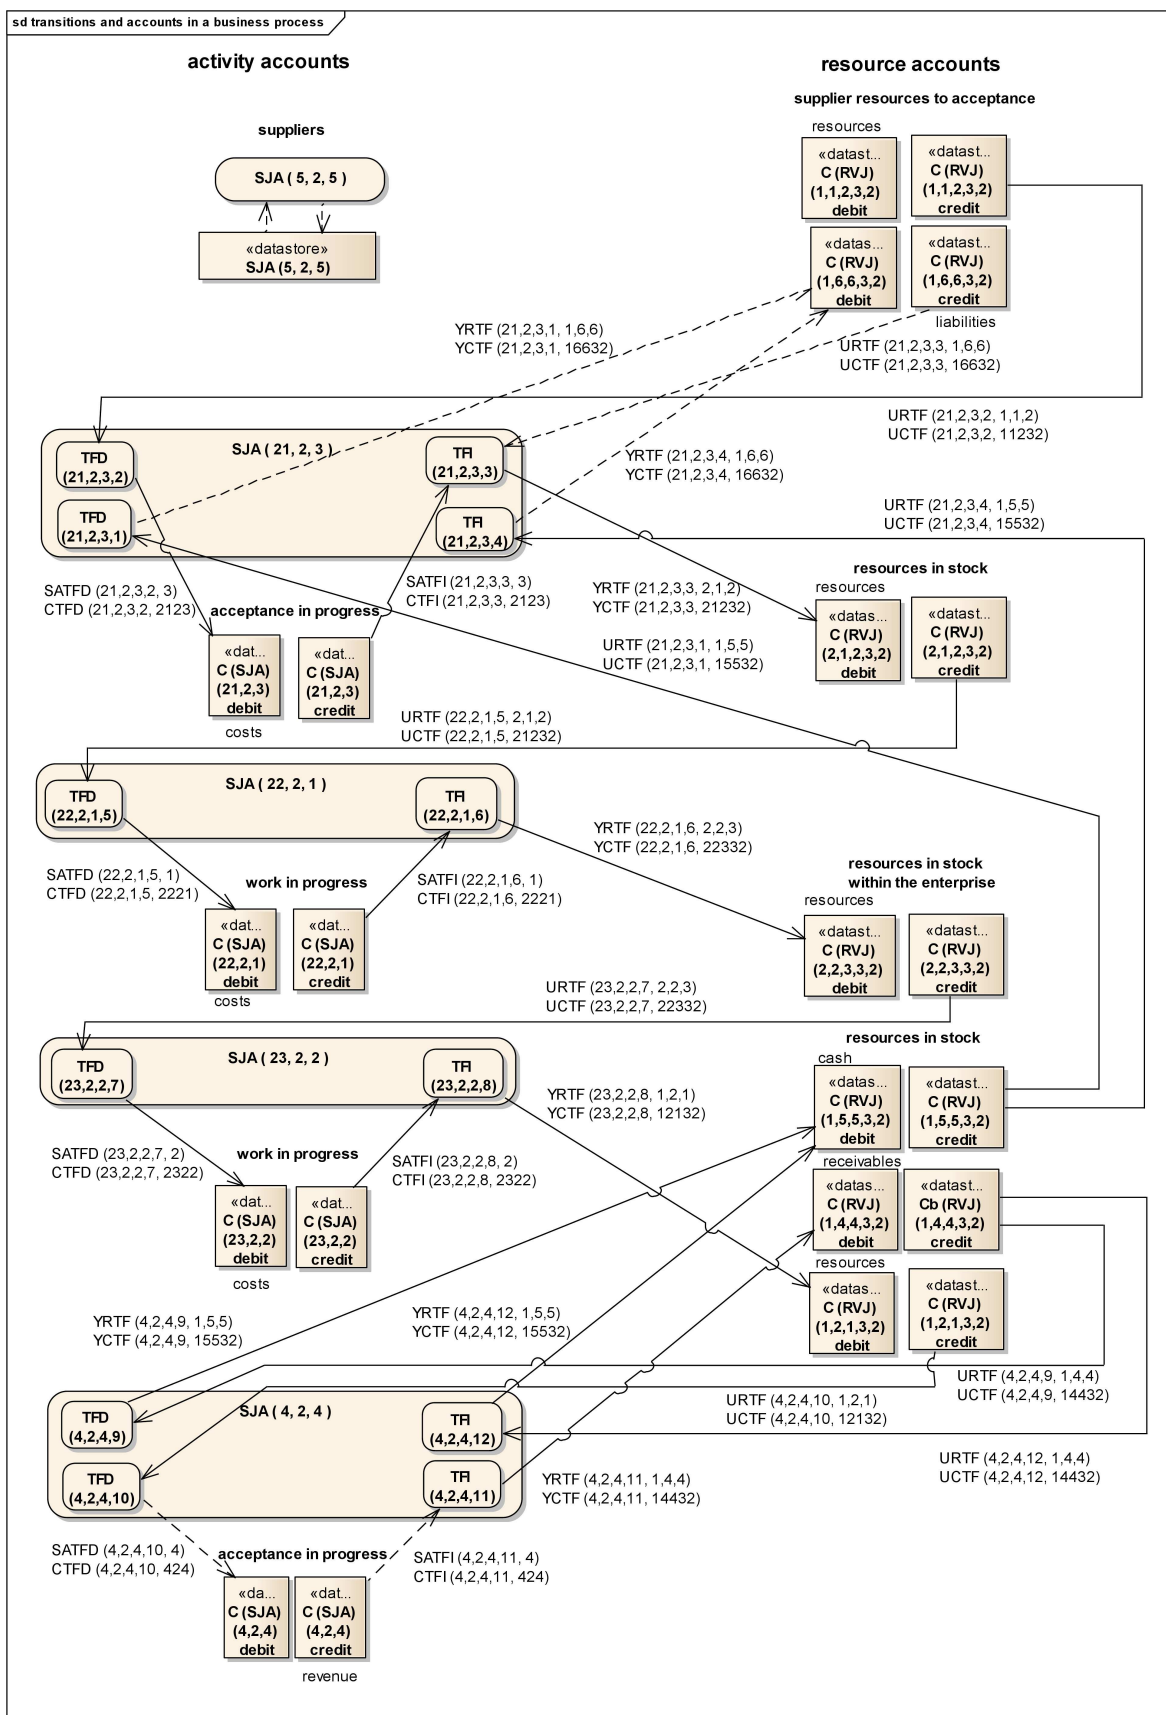 sd transitions and accounts in a business process
activity accounts
resource accounts
supplier resources to acceptance
resources
suppliers
SJA ( 5, 2, 5 )
«datastore»
SJA (5, 2, 5)
«datast...
C (RVJ)
(1,1,2,3,2)
debit
«datast...
C (RVJ)
(1,1,2,3,2)
credit
«datas...
C (RVJ)
(1,6,6,3,2)
debit
«datast...
C (RVJ)
(1,6,6,3,2)
credit
liabilities
YRTF (21,2,3,1, 1,6,6)
YCTF (21,2,3,1, 16632)
URTF (21,2,3,3, 1,6,6)
UCTF (21,2,3,3, 16632)
URTF (21,2,3,2, 1,1,2)
UCTF (21,2,3,2, 11232)
SJA ( 21, 2, 3 )
TFD
(21,2,3,2)
TFI
(21,2,3,3)
TFD
(21,2,3,1)
TFI
(21,2,3,4)
YRTF (21,2,3,4, 1,6,6)
YCTF (21,2,3,4, 16632)
URTF (21,2,3,4, 1,5,5)
UCTF (21,2,3,4, 15532)
SATFD (21,2,3,2, 3)
CTFD (21,2,3,2, 2123)
SATFI (21,2,3,3, 3)
CTFI (21,2,3,3, 2123)
acceptance in progress
YRTF (21,2,3,3, 2,1,2)
YCTF (21,2,3,3, 21232)
resources in stock
resources
«datas...
C (RVJ)
(2,1,2,3,2)
debit
«datast...
C (RVJ)
(2,1,2,3,2)
credit
URTF (21,2,3,1, 1,5,5)
UCTF (21,2,3,1, 15532)
«dat...
C (SJA)
(21,2,3)
debit
«dat...
C (SJA)
(21,2,3)
credit
costs
URTF (22,2,1,5, 2,1,2)
UCTF (22,2,1,5, 21232)
SJA ( 22, 2, 1 )
TFD
(22,2,1,5)
TFI
(22,2,1,6)
YRTF (22,2,1,6, 2,2,3)
YCTF (22,2,1,6, 22332)
SATFD (22,2,1,5, 1)
CTFD (22,2,1,5, 2221)
work in progress
SATFI (22,2,1,6, 1)
CTFI (22,2,1,6, 2221)
resources in stock
within the enterprise
resources
«dat...
C (SJA)
(22,2,1)
debit
«dat...
C (SJA)
(22,2,1)
credit
costs
«datast...
C (RVJ)
(2,2,3,3,2)
debit
«datast...
C (RVJ)
(2,2,3,3,2)
credit
URTF (23,2,2,7, 2,2,3)
UCTF (23,2,2,7, 22332)
SJA ( 23, 2, 2 )
TFD
(23,2,2,7)
TFI
(23,2,2,8)
resources in stock
cash
«datas...
C (RVJ)
(1,5,5,3,2)
debit
«datast...
C (RVJ)
(1,5,5,3,2)
credit
YRTF (23,2,2,8, 1,2,1)
YCTF (23,2,2,8, 12132)
SATFD (23,2,2,7, 2)
CTFD (23,2,2,7, 2322)
work in progress
SATFI (23,2,2,8, 2)
CTFI (23,2,2,8, 2322)
«dat...
C (SJA)
(23,2,2)
debit
«dat...
C (SJA)
(23,2,2)
credit
costs
receivables
«datas...
C (RVJ)
(1,4,4,3,2)
debit
«datast...
Cb (RVJ)
(1,4,4,3,2)
credit
resources
«datas...
C (RVJ)
(1,2,1,3,2)
debit
«datast...
C (RVJ)
(1,2,1,3,2)
credit
YRTF (4,2,4,9, 1,5,5)
YCTF (4,2,4,9, 15532)
YRTF (4,2,4,12, 1,5,5)
YCTF (4,2,4,12, 15532)
URTF (4,2,4,9, 1,4,4)
UCTF (4,2,4,9, 14432)
URTF (4,2,4,10, 1,2,1)
UCTF (4,2,4,10, 12132)
SJA ( 4, 2, 4 )
TFD
(4,2,4,9)
TFI
(4,2,4,12)
TFD
(4,2,4,10)
TFI
(4,2,4,11)
URTF (4,2,4,12, 1,4,4)
UCTF (4,2,4,12, 14432)
YRTF (4,2,4,11, 1,4,4)
YCTF (4,2,4,11, 14432)
SATFD (4,2,4,10, 4)
CTFD (4,2,4,10, 424)
acceptance in progress
SATFI (4,2,4,11, 4)
CTFI (4,2,4,11, 424)
«da...
C (SJA)
(4,2,4)
debit
«dat...
C (SJA)
(4,2,4)
credit
revenue